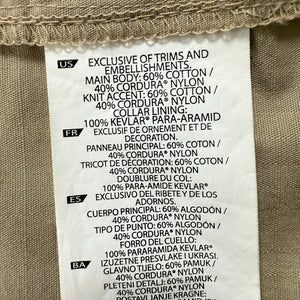 US EXCLUSIVE OF TRIMS AND
EMBELLISHMENTS.
MAIN BODY: 60% COTTON /
40% CORDURA® NYLON
KNIT ACCENT: 60% COTTON /
40% CORDURA® NYLON
COLLAR LINING:
100% KEVLAR® PARA-ARAMID
FR EXCLUSIF DE ORNEMENT ET DE
DECORATION.
PANNEAU PRINCIPAL: 60% COTON
/ 40% CORDURA® NYLON
TRICOT DE DÉCORATION: 60% COTON /
40% CORDURA® NYLON
DOUBLURE DU COL:
100% PARA-AMIDE KEVLAR®
ES EXCLUSIVO DEL RIBETE Y DE LOS
ADORNOS.
CUERPO PRINCIPAL: 60% ALGODÓN /
40% CORDURA® NYLON
TIPO DE PUNTO: 60% ALGODÓN /
40% CORDURA® NYLON
FORRO DEL CUELLO:
100% PARARAMIDA KEVLAR®
BA IZUZETNE PRESVLAKE I UKRASI.
GLAVNO TIJELO: 60% PAMUK /
40% CORDURA® NYLON
PLETENI DETALJ: 60% PAMUK /
40% CORDURA® NYLON
POSTAVA JAKNE KRAGNE: